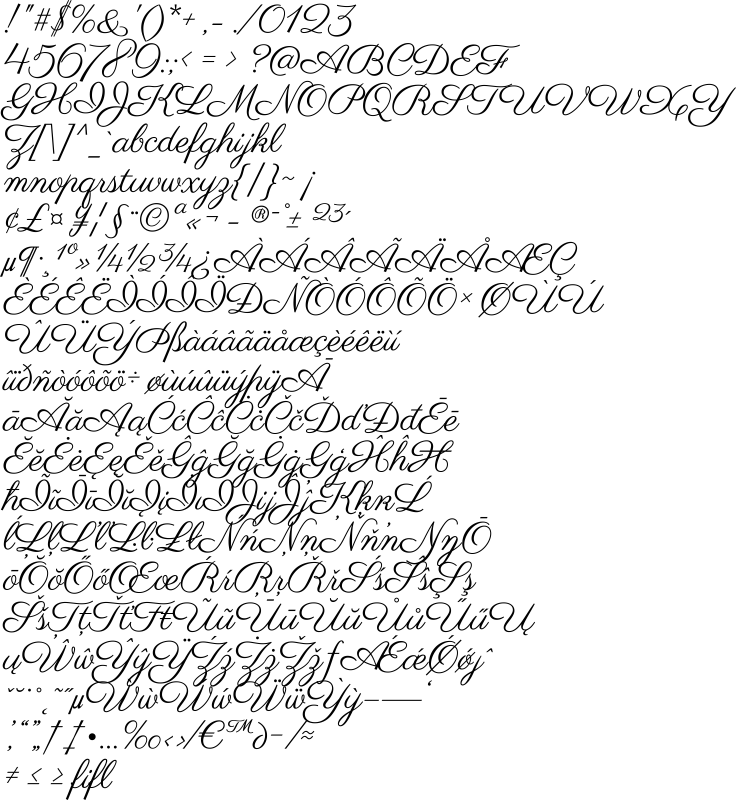 !"#$%&'()*+,-./0123
456789:;<=>?@ABCDEF
GHIJKLMNOPQRSTUVWXY
Z[\]^_`abcdefghijkl
mnopqrstuvwxyz{|}~ ¡
¢£¤¥¦§¨©ª«¬-®¯°±²³´
µ¶·¸¹º»¼½¾¿ÀÁÂÃÄÅÆÇ
ÈÉÊËÌÍÎÏÐÑÒÓÔÕÖ×ØÙÚ
ÛÜÝÞßàáâãäåæçèéêëìí
îïðñòóôõö÷øùúûüýþÿĀ
āĂăĄąĆćĈĉĊċČčĎďĐđĒē
ĔĕĖėĘęĚěĜĝĞğĠġĢģĤĥĦ
ħĨĩĪīĬĭĮįİıĲĳĴĵĶķĸĹ
ĺĻļĽľĿŀŁłŃńŅņŇňŉŊŋŌ
ōŎŏŐőŒœŔŕŖŗŘřŚśŜŝŞş
ŠšŢţŤťŦŧŨũŪūŬŭŮůŰűŲ
ųŴŵŶŷŸŹźŻżŽžƒǼǽǾǿȷˆ
ˇ˘˙˚˛˜˝µẀẁẂẃẄẅỲỳ–—‘
’‚“”„†‡•…‰‹›⁄€™∂−∕≈
≠≤≥ﬁﬂ